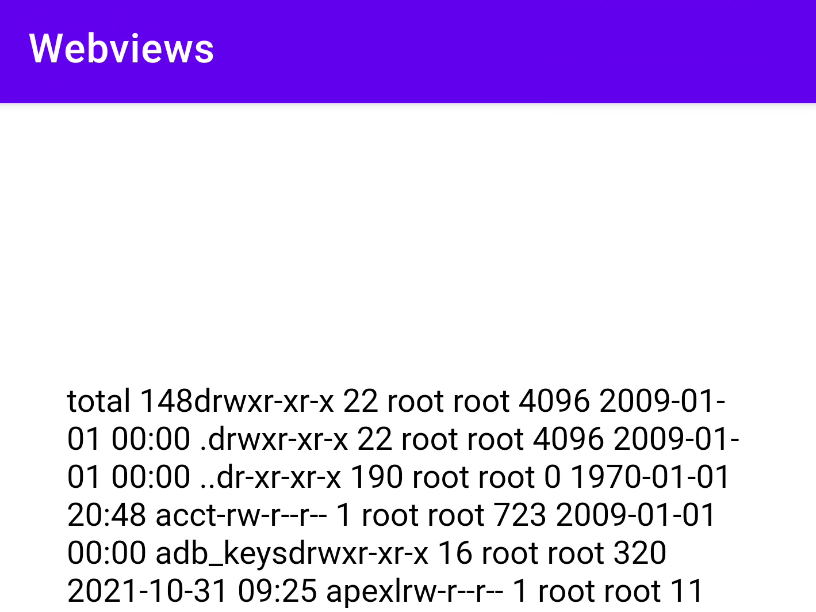 Webviews
total 148drwxr-xr-x 22 root root 4096 2009-01-
01 00:00 .drwxr-xr-x 22 root root 4096 2009-01-
01 00:00 ..dr-xr-xr-x 190 root root 0 1970-01-01
20:48 acct-rw-r--r-- 1 root root 723 2009-01-01
00:00 adb_keysdrwxr-xr-x 16 root root 320
2021-10-31 09:25 apexlrw-r--r-- 1 root root 11